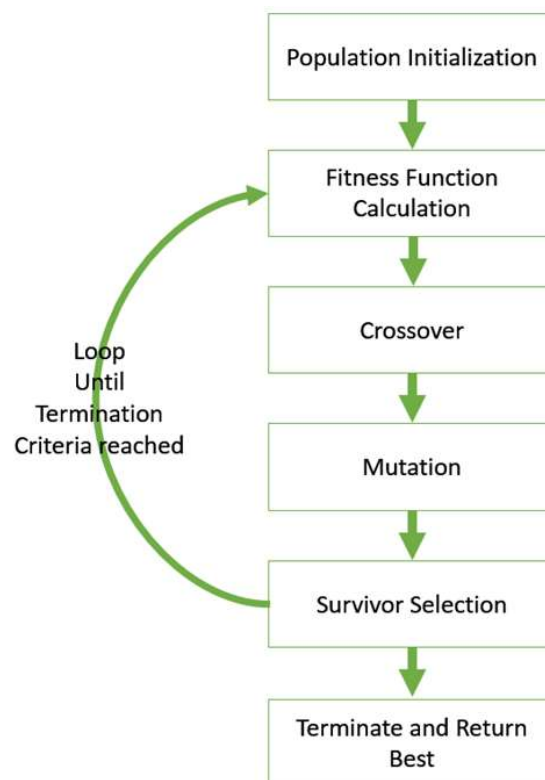 Population Initialization
Fitness Function
Calculation
Crossover
Loop
Until
Termination
Criteria reached
Mutation
Survivor Selection
Terminate and Return
Best